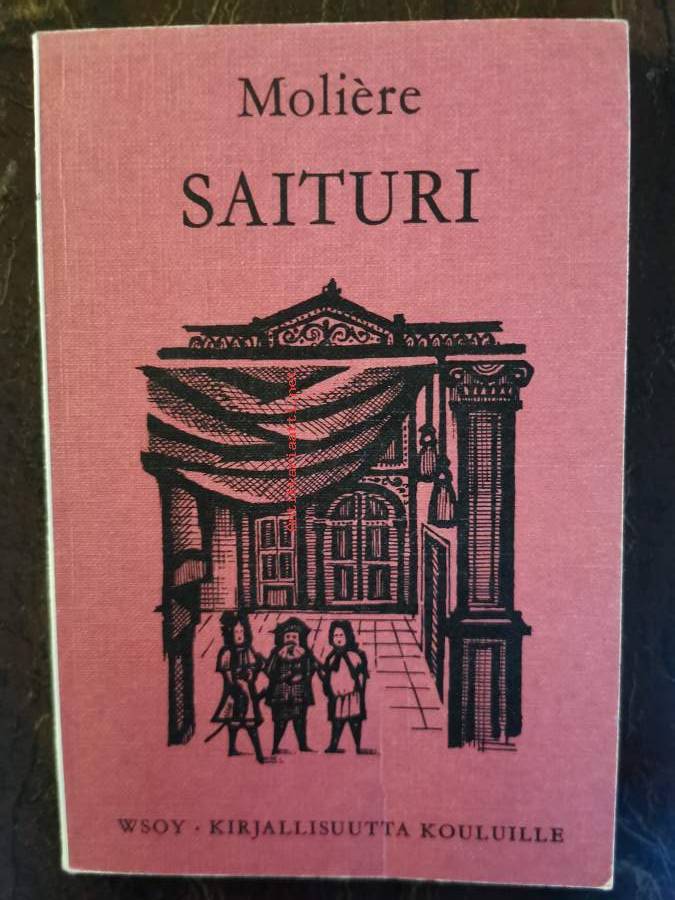 Molière
SAITURI
WSOY · KIRJALLISUUTTA KOULUILLE